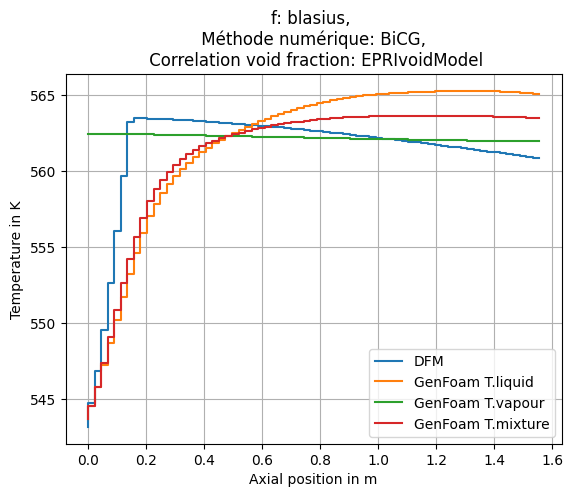 f: blasius,
Méthode numérique: BiCG,
Correlation void fraction: EPRIvoidModel
Temperature in K
565
560
555
550
545
DFM
GenFoam T.liquid
GenFoam T.vapour
GenFoam T.mixture
0.0 0.2 0.4 0.6 0.8 1.0 1.2 1.4 1.6
Axial position in m